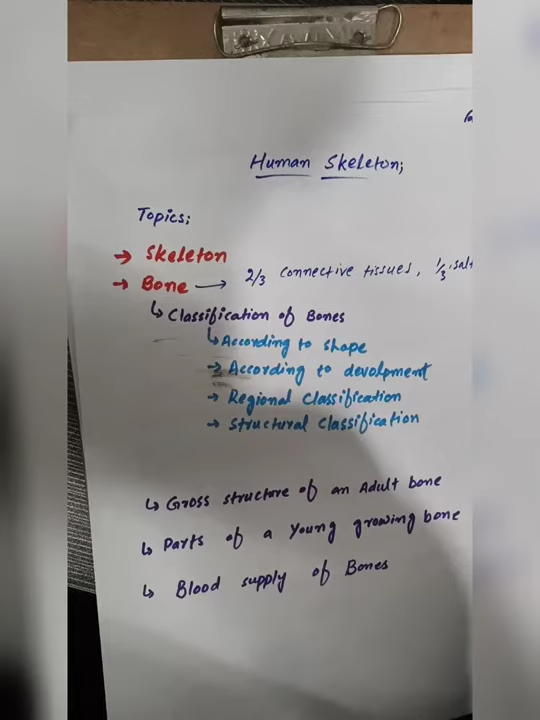 Human Skeleton;
Topics;
→ Skeleton
→ Bone → 2/3 connective tissues, 1/3 salt
↳ Classification of Bones
↳ According to shape
→ According to devolpment
→ Regional Classification
→ Structural Classification
↳ Gross structure of an Adult bone
↳ Parts of a Young growing bone
↳ Blood supply of Bones